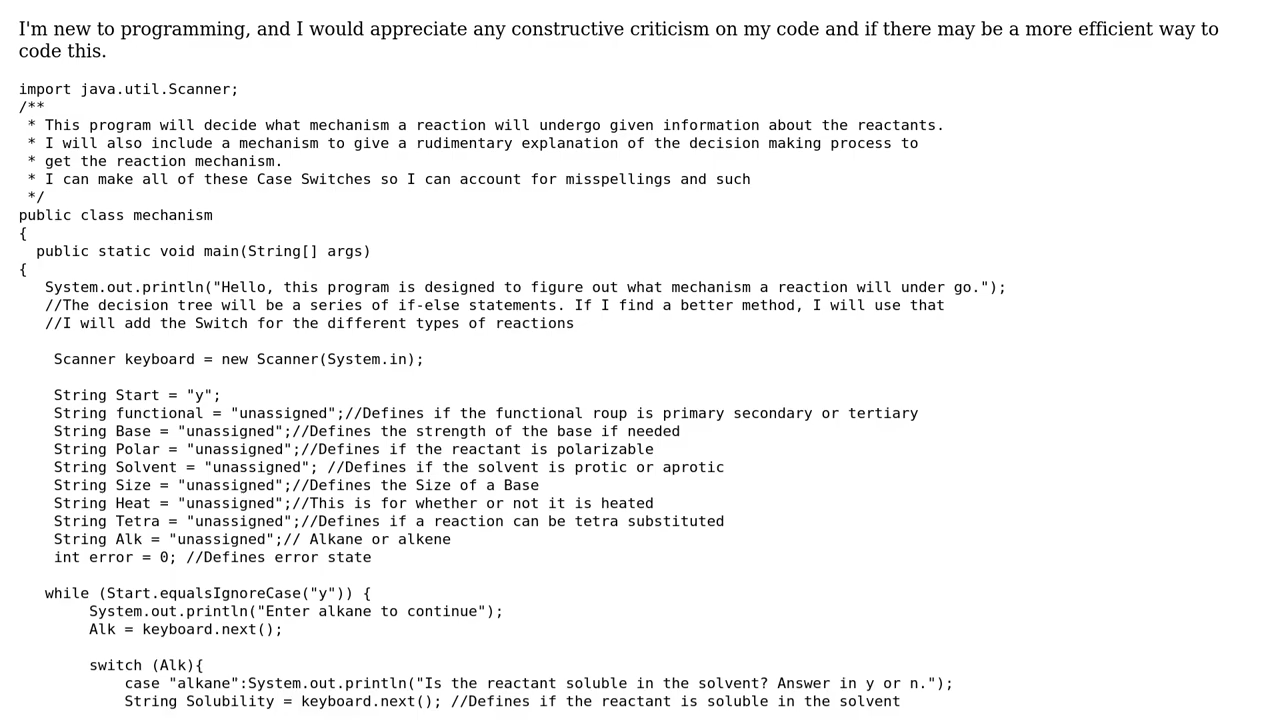 I'm new to programming, and I would appreciate any constructive criticism on my code and if there may be a more efficient way to
code this.
import java.util.Scanner;
/**
 * This program will decide what mechanism a reaction will undergo given information about the reactants.
 * I will also include a mechanism to give a rudimentary explanation of the decision making process to
 * get the reaction mechanism.
 * I can make all of these Case Switches so I can account for misspellings and such
 */
public class mechanism
{
  public static void main(String[] args)
{
   System.out.println("Hello, this program is designed to figure out what mechanism a reaction will under go.");
   //The decision tree will be a series of if-else statements. If I find a better method, I will use that
   //I will add the Switch for the different types of reactions
    Scanner keyboard = new Scanner(System.in);
    String Start = "y";
    String functional = "unassigned";//Defines if the functional roup is primary secondary or tertiary
    String Base = "unassigned";//Defines the strength of the base if needed
    String Polar = "unassigned";//Defines if the reactant is polarizable
    String Solvent = "unassigned"; //Defines if the solvent is protic or aprotic
    String Size = "unassigned";//Defines the Size of a Base
    String Heat = "unassigned";//This is for whether or not it is heated
    String Tetra = "unassigned";//Defines if a reaction can be tetra substituted
    String Alk = "unassigned";// Alkane or alkene
    int error = 0; //Defines error state
   while (Start.equalsIgnoreCase("y")) {
        System.out.println("Enter alkane to continue");
        Alk = keyboard.next();
        switch (Alk){
            case "alkane":System.out.println("Is the reactant soluble in the solvent? Answer in y or n.");
            String Solubility = keyboard.next(); //Defines if the reactant is soluble in the solvent